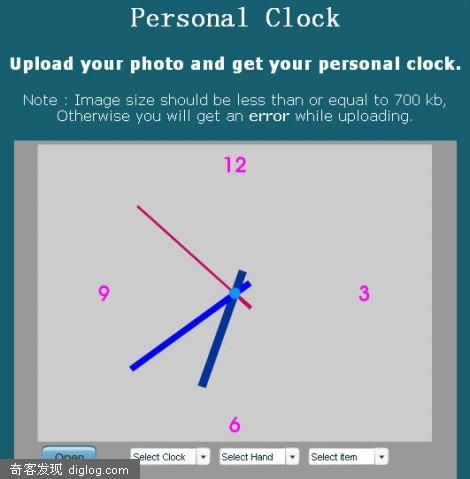 Personal Clock
Upload your photo and get your personal clock.
Note : Image size should be less than or equal to 700 kb,
Otherwise you will get an error while uploading.
12
9
3
6
Open
Select Clock
Select Hand
Select item
奇客发现 diglog.com